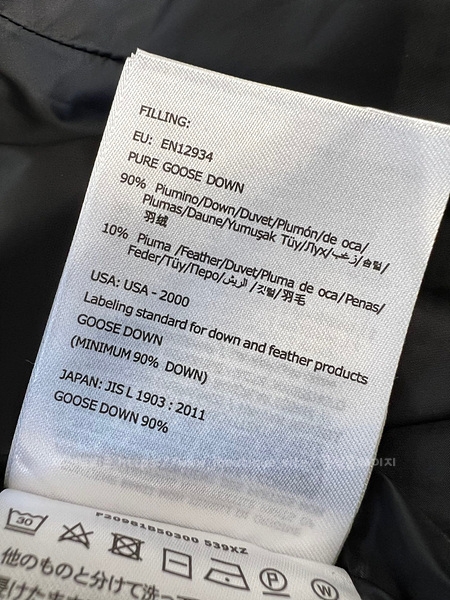 FILLING:
EU: EN12934
PURE GOOSE DOWN
90% Piumino/Down/Duvet/Plumón/de oca/
Plumas/Daune/Yumuşak Tüy/Пух/زغب/솜털/
羽绒
10% Piuma /Feather/Duvet/Pluma de oca/Penas/
Feder/Tüy/Перо/الريش/깃털/羽毛
USA: USA - 2000
Labeling standard for down and feather products
GOOSE DOWN
(MINIMUM 90% DOWN)
JAPAN: JIS L 1903 : 2011
GOOSE DOWN 90%
30
P
W
他のものと分けて洗っ